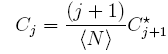 C_j = \frac{(j+1)}{\langle N \rangle} C^{\star}_{j+1}